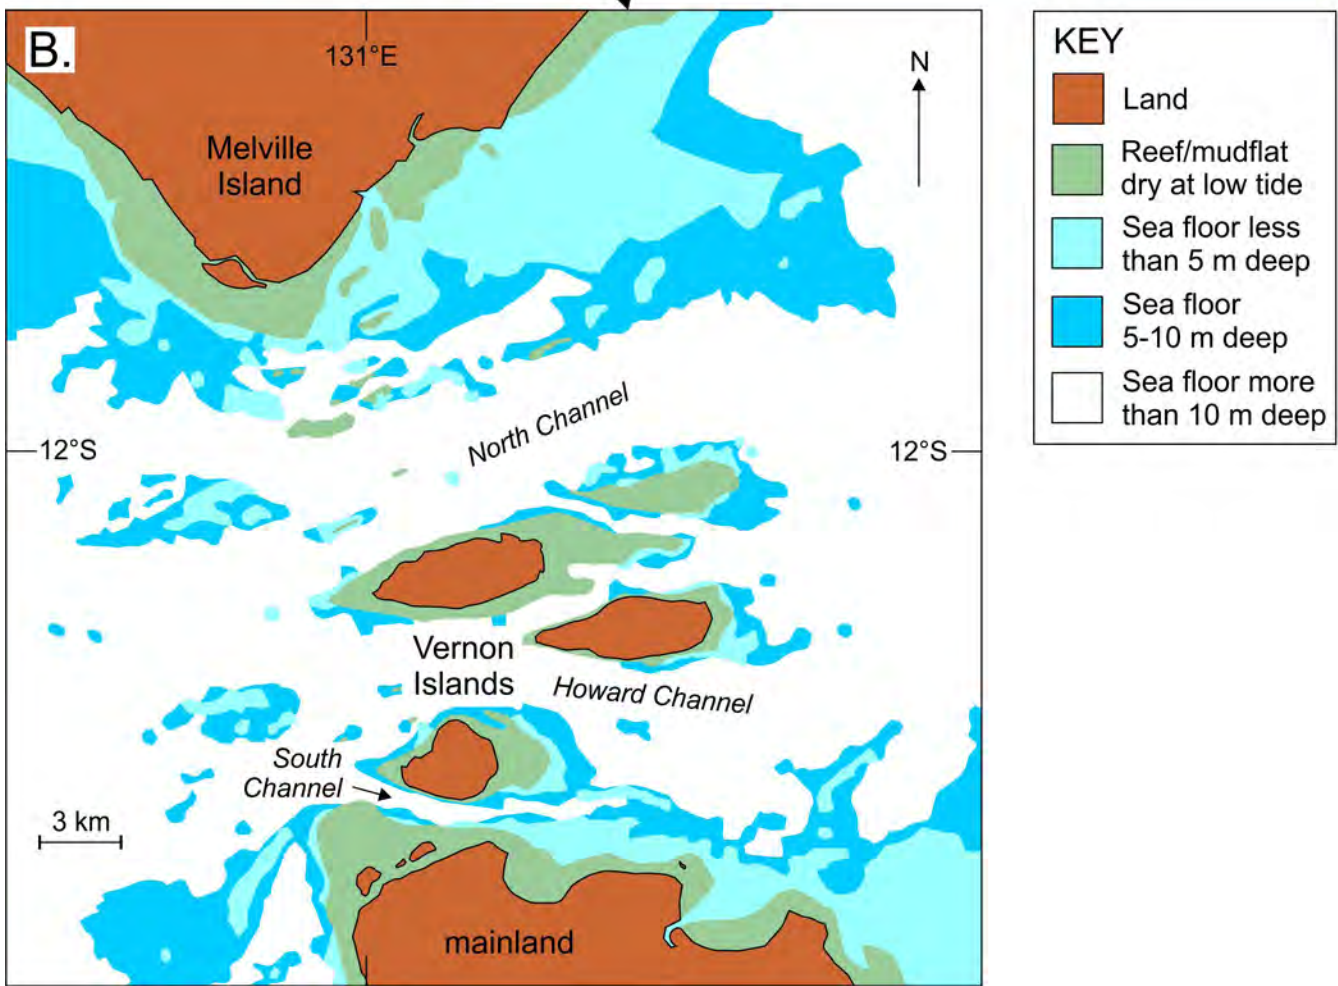 B.
131°E
N
Melville
Island
North Channel
12°S
12°S
Vernon
Islands
Howard Channel
South
Channel
3 km
mainland
KEY
Land
Reef/mudflat
dry at low tide
Sea floor less
than 5 m deep
Sea floor
5-10 m deep
Sea floor more
than 10 m deep